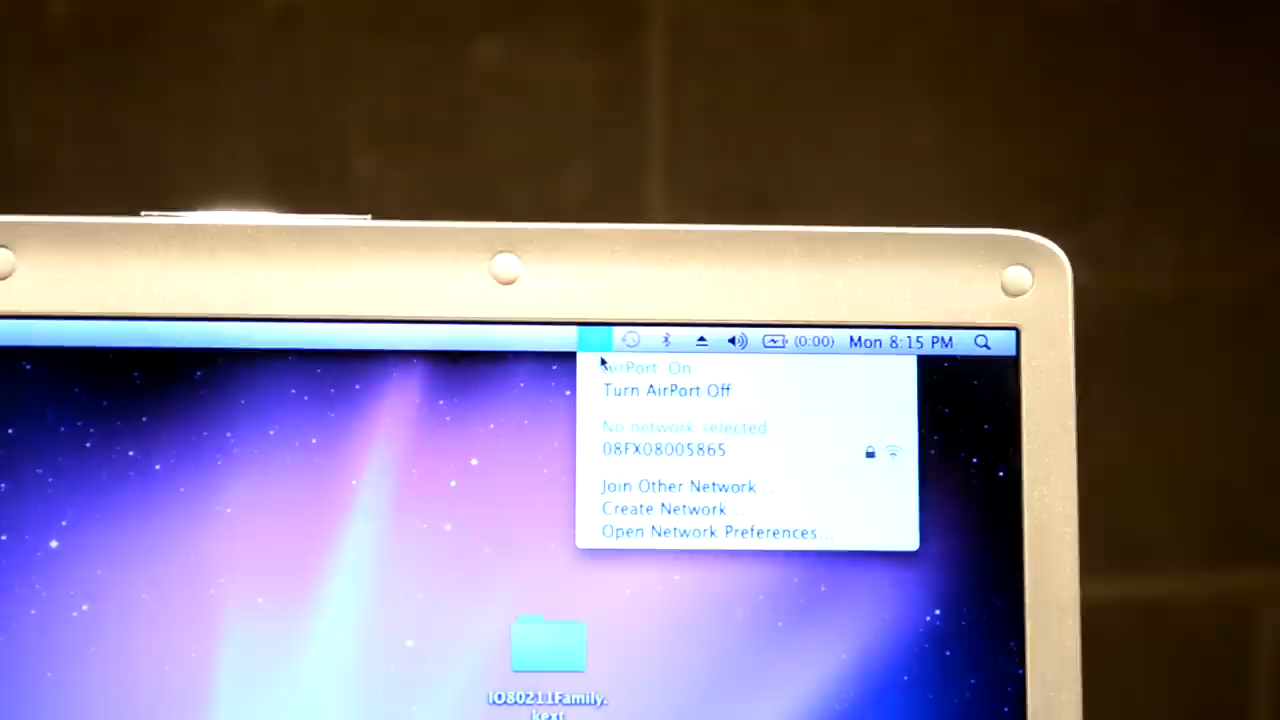 (0:00) Mon 8:15 PM
AirPort: On
Turn AirPort Off
No network selected
08FX08005865
Join Other Network...
Create Network...
Open Network Preferences...
IO80211Family.
kext